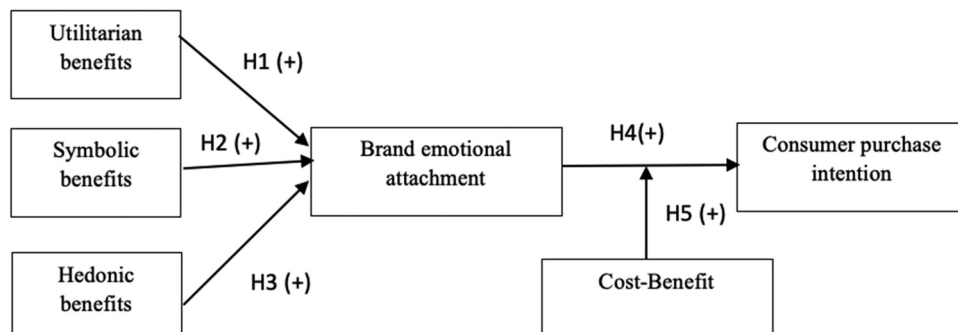 Utilitarian
benefits
H1 (+)
Symbolic
benefits
H2 (+)
Hedonic
benefits
H3 (+)
Brand emotional
attachment
H4(+)
Consumer purchase
intention
H5 (+)
Cost-Benefit